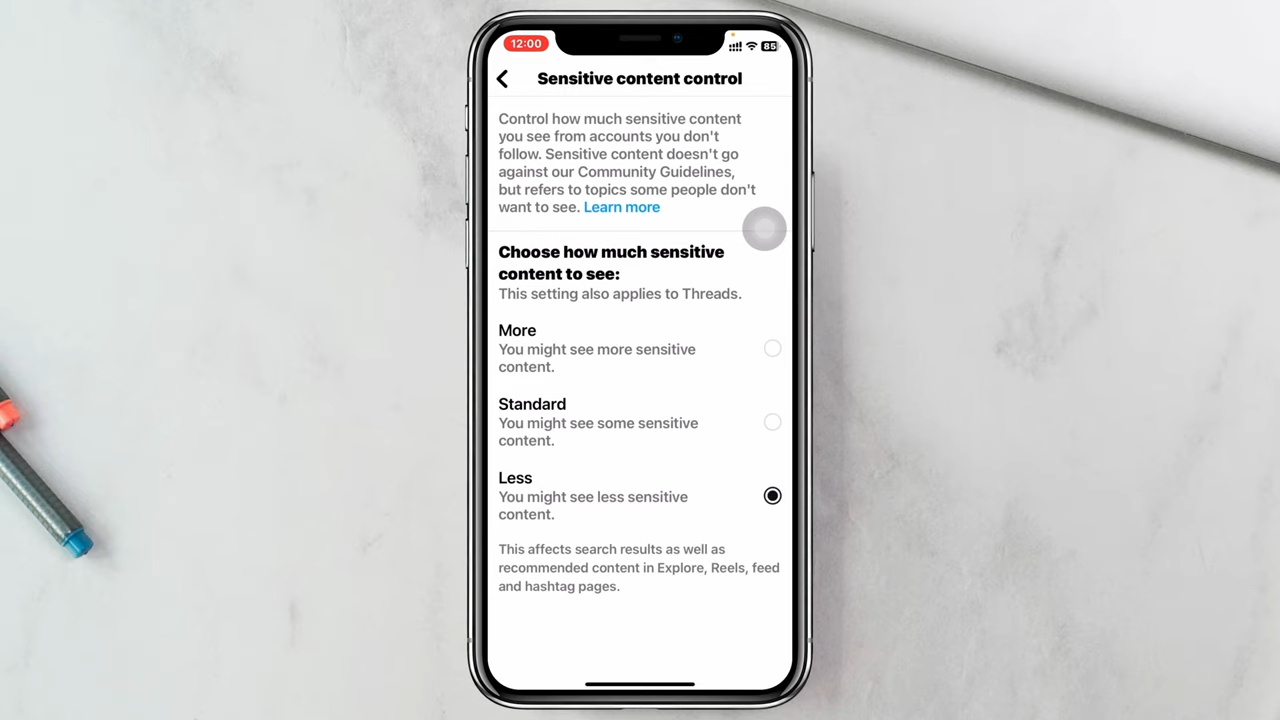 12:00
85
Sensitive content control
Control how much sensitive content
you see from accounts you don't
follow. Sensitive content doesn't go
against our Community Guidelines,
but refers to topics some people don't
want to see. Learn more
Choose how much sensitive
content to see:
This setting also applies to Threads.
More
You might see more sensitive
content.
Standard
You might see some sensitive
content.
Less
You might see less sensitive
content.
This affects search results as well as
recommended content in Explore, Reels, feed
and hashtag pages.